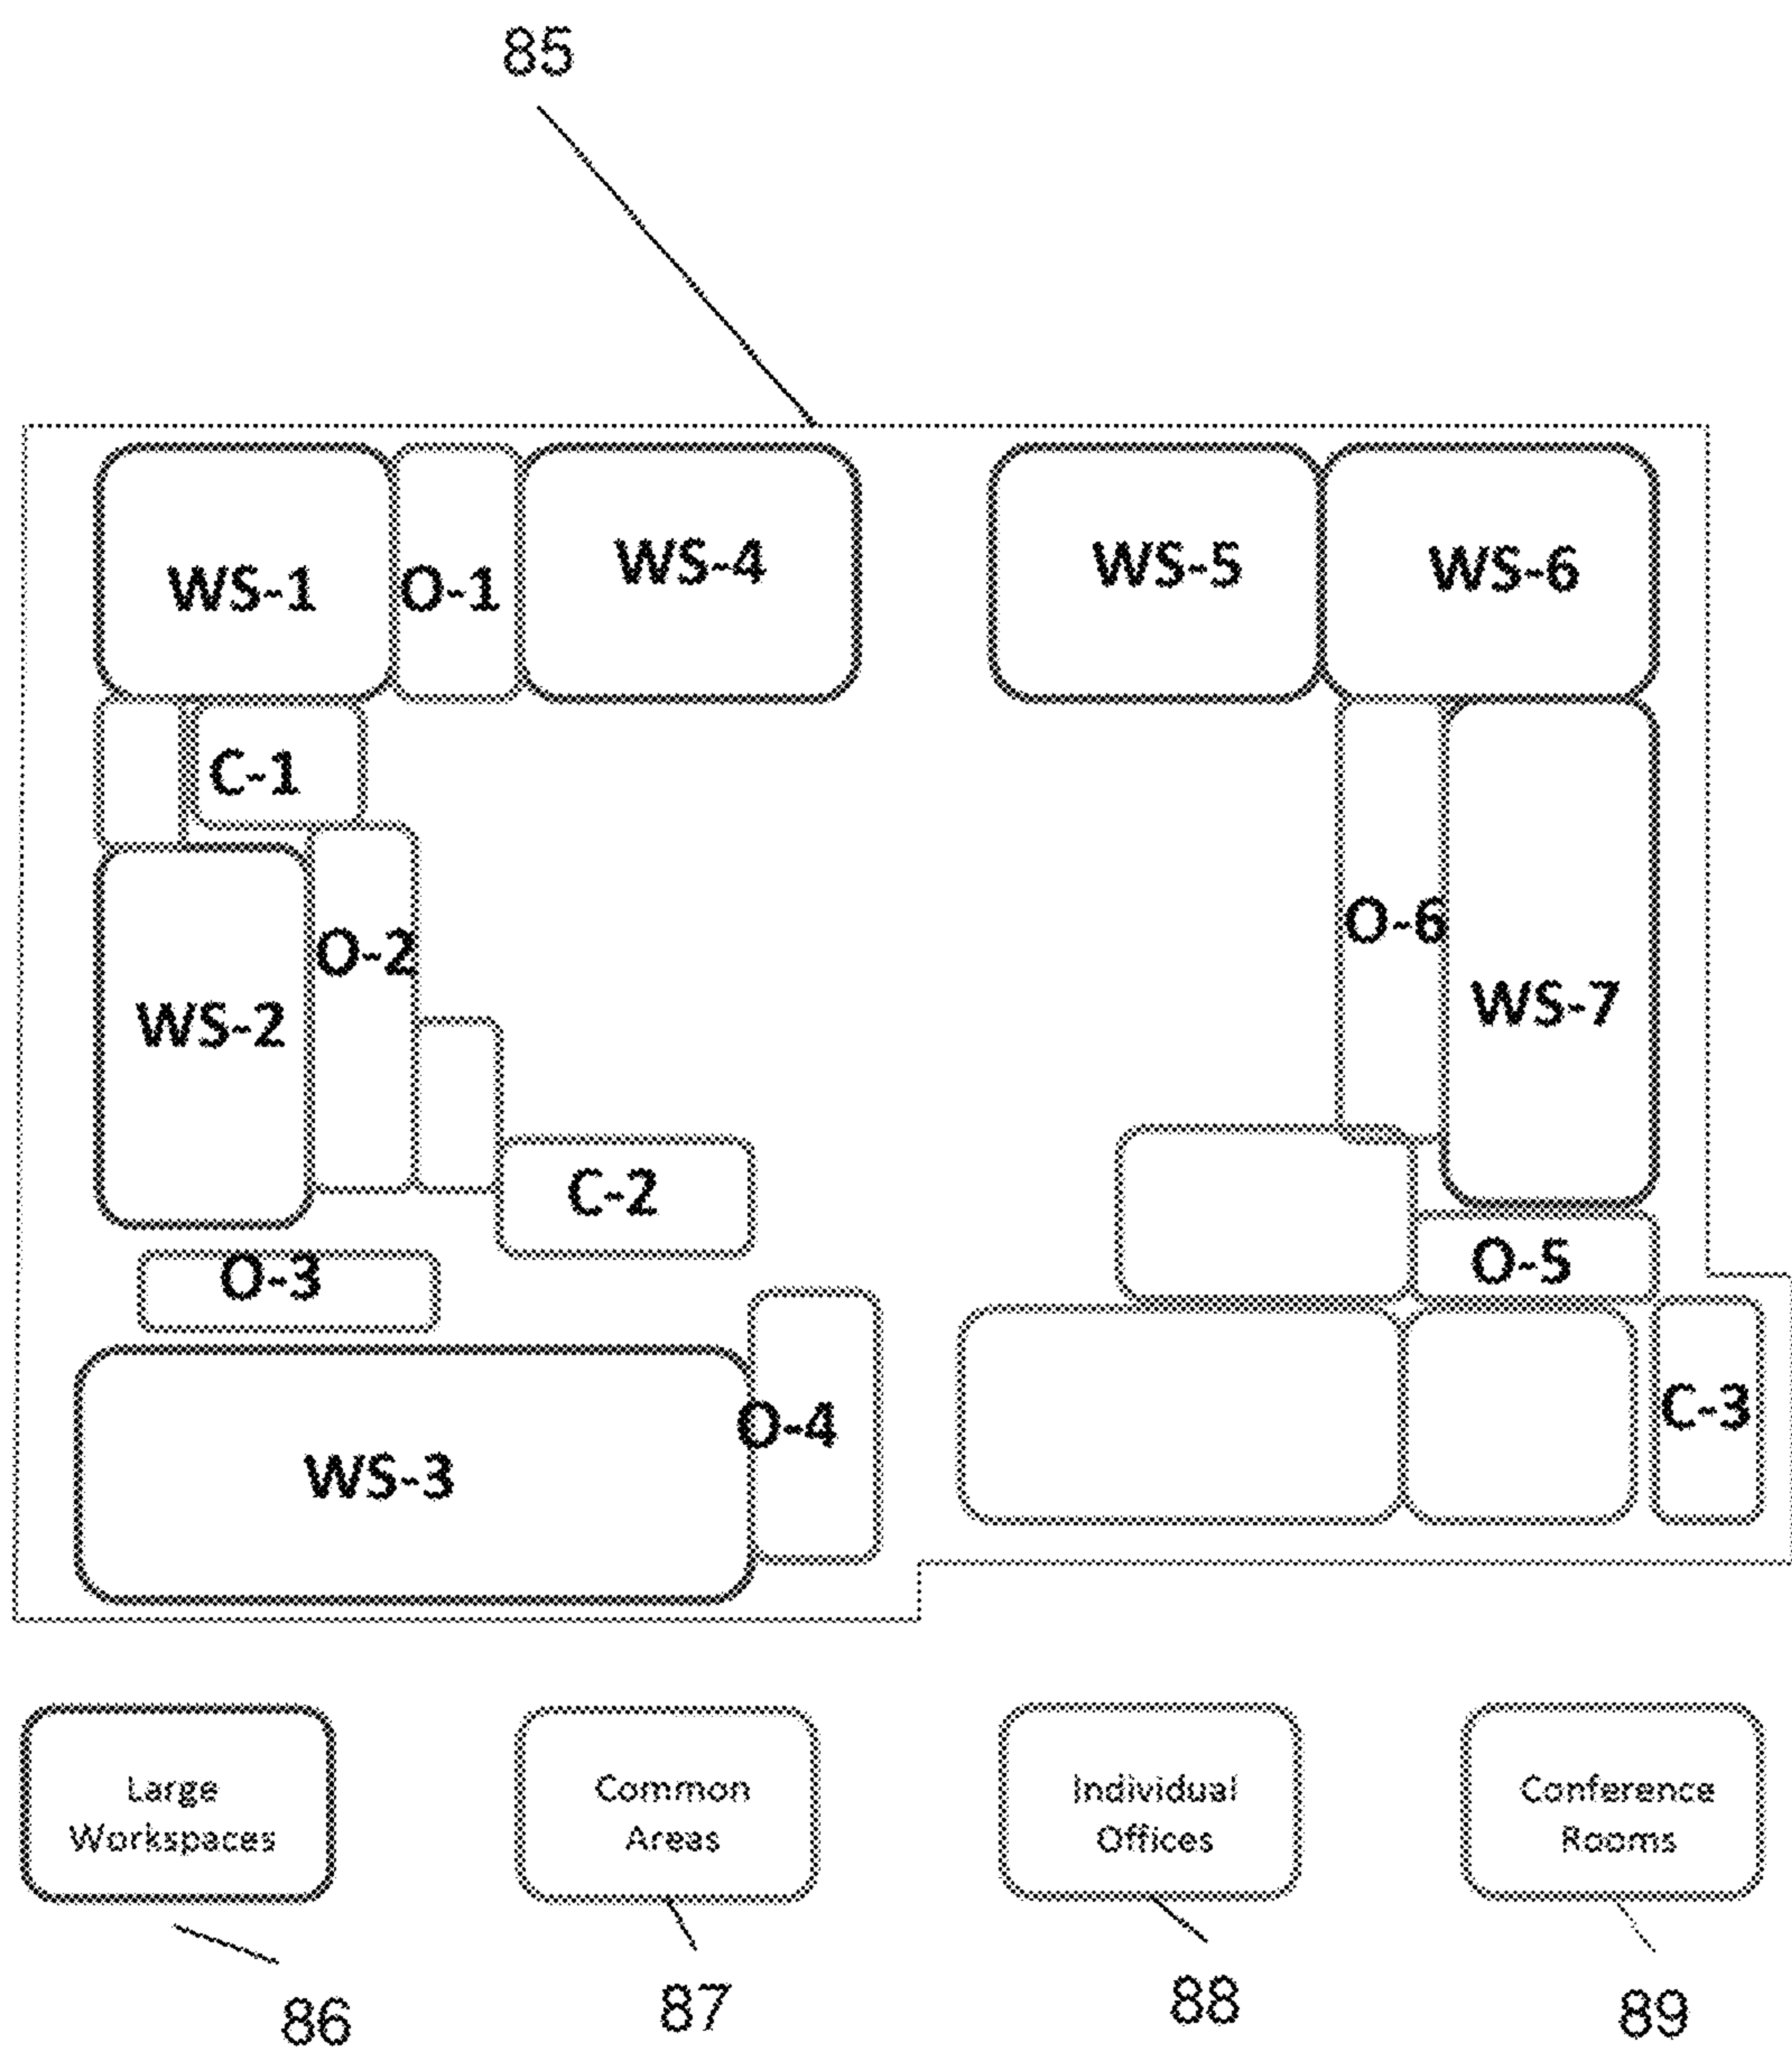 85
WS-1
O-1
WS-4
WS-5
WS-6
C-1
O-2
O-6
WS-2
WS-7
C-2
O-3
O-5
O-4
C-3
WS-3
Large
Workspaces
Common
Areas
Individual
Offices
Conference
Rooms
86
87
88
89